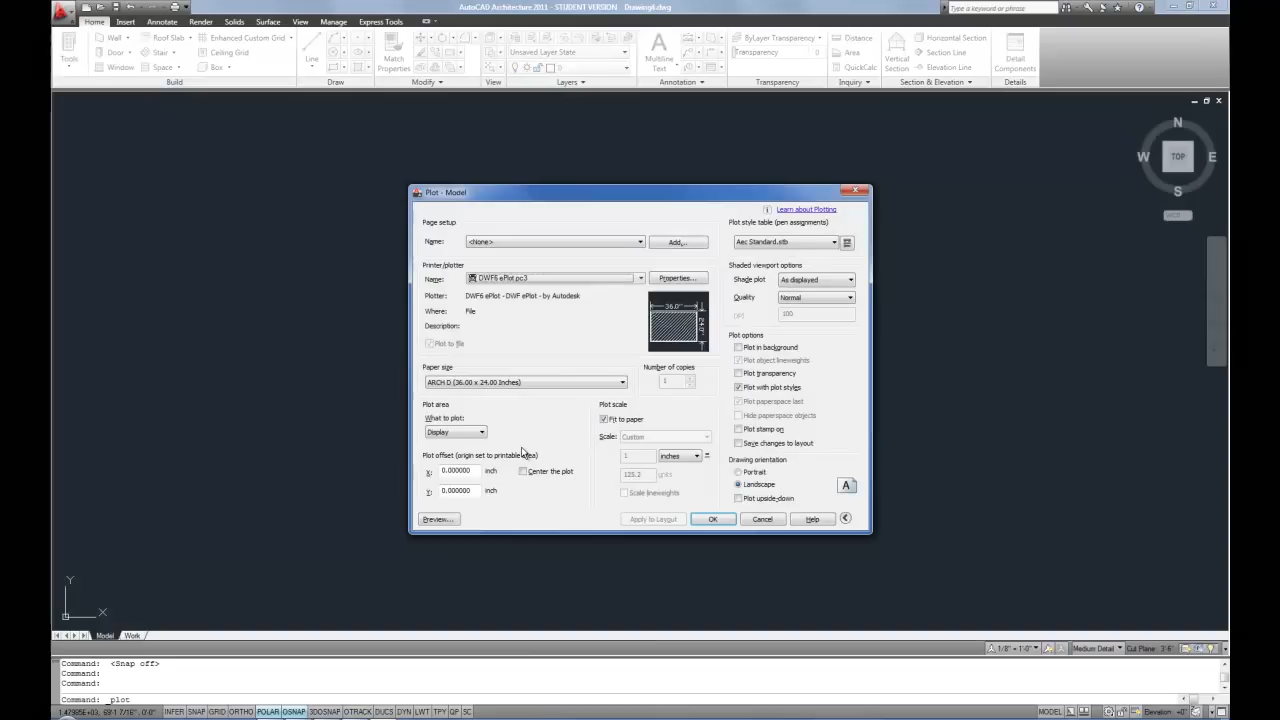 AutoCAD Architecture 2011 - STUDENT VERSION Drawing4.dwg
Type a keyword or phrase
Home Insert Annotate Render Solids Surface View Manage Express Tools
Wall Roof Slab Enhanced Custom Grid
Door Stair Ceiling Grid
Window Space Box
Tools
Build
Line
Draw
Match
Properties
Modify
View
Unsaved Layer State
0
Layers
Multiline
Text
Annotation
ByLayer Transparency
Transparency 0
Transparency
Distance
Area
QuickCalc
Inquiry
Vertical
Section
Horizontal Section
Section Line
Elevation Line
Section & Elevation
Detail
Components
Details
N
W TOP E
S
Plot - Model
Learn about Plotting
Page setup
Name: <None> Add...
Printer/plotter
Name: DWF6 ePlot.pc3 Properties...
Plotter: DWF6 ePlot - DWF ePlot - by Autodesk
Where: File
Description:
Plot to file
36.0"
24.0"
Paper size
ARCH D (36.00 x 24.00 Inches)
Number of copies
1
Plot area
What to plot:
Display
Plot offset (origin set to printable area)
X: 0.000000 inch Center the plot
Y: 0.000000 inch
Plot scale
Fit to paper
Scale: Custom
1 inches =
125.2 units
Scale lineweights
Plot style table (pen assignments)
Aec Standard.stb
Shaded viewport options
Shade plot As displayed
Quality Normal
DPI 100
Plot options
Plot in background
Plot object lineweights
Plot transparency
Plot with plot styles
Plot paperspace last
Hide paperspace objects
Plot stamp on
Save changes to layout
Drawing orientation
Portrait
Landscape
Plot upside-down
A
Preview... Apply to Layout OK Cancel Help
Y
X
Model Work
1/8" = 1'-0" Medium Detail Cut Plane: 3'-6"
Command: <Snap off>
Command:
Command:
Command: _plot
INFER SNAP GRID ORTHO POLAR OSNAP 3DOSNAP OTRACK DUCS DYN LWT TPY QP SC
MODEL Elevation: +0"